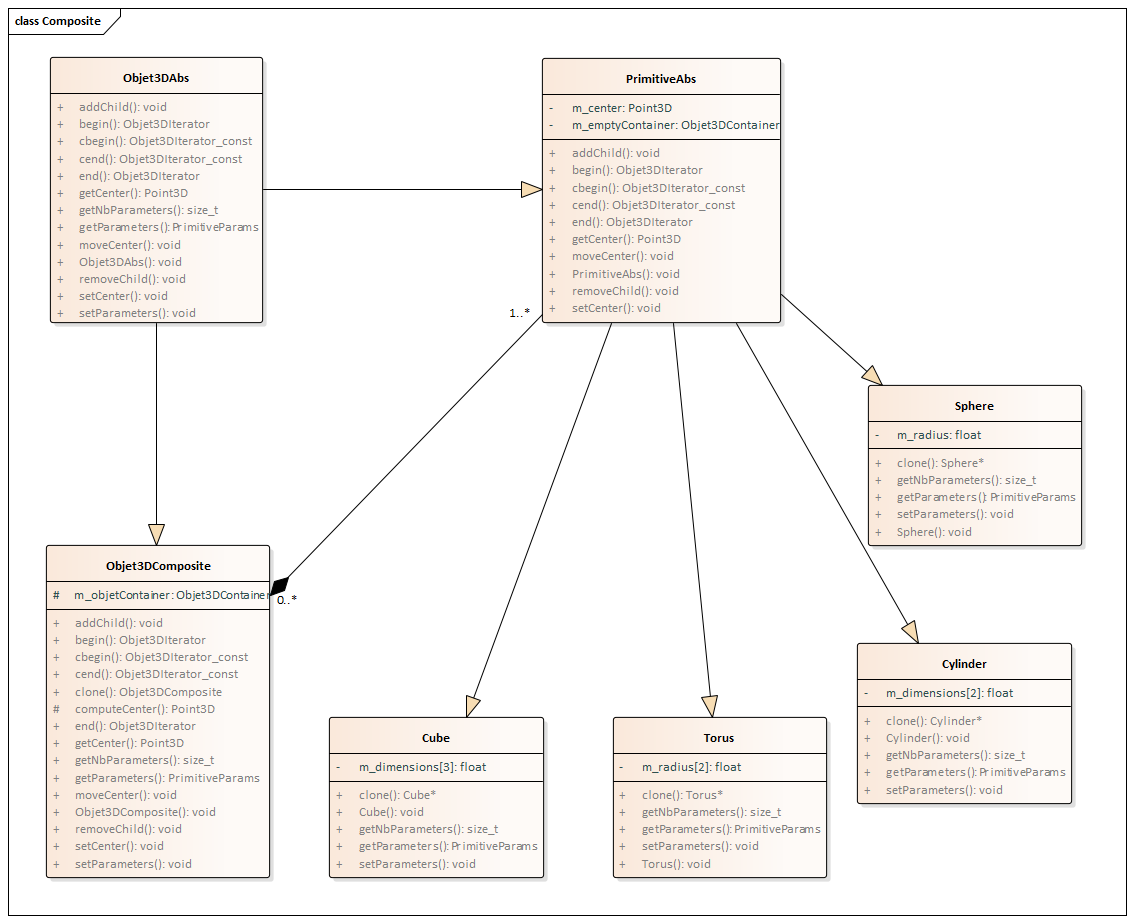 class Composite
Objet3DAbs
+ addChild(): void
+ begin(): Objet3DIterator
+ cbegin(): Objet3DIterator_const
+ cend(): Objet3DIterator_const
+ end(): Objet3DIterator
+ getCenter(): Point3D
+ getNbParameters(): size_t
+ getParameters(): PrimitiveParams
+ moveCenter(): void
+ Objet3DAbs(): void
+ removeChild(): void
+ setCenter(): void
+ setParameters(): void
PrimitiveAbs
- m_center: Point3D
- m_emptyContainer: Objet3DContainer
+ addChild(): void
+ begin(): Objet3DIterator
+ cbegin(): Objet3DIterator_const
+ cend(): Objet3DIterator_const
+ end(): Objet3DIterator
+ getCenter(): Point3D
+ moveCenter(): void
+ PrimitiveAbs(): void
+ removeChild(): void
+ setCenter(): void
1..*
0..*
Sphere
- m_radius: float
+ clone(): Sphere*
+ getNbParameters(): size_t
+ getParameters(): PrimitiveParams
+ setParameters(): void
+ Sphere(): void
Objet3DComposite
# m_objetContainer: Objet3DContainer
+ addChild(): void
+ begin(): Objet3DIterator
+ cbegin(): Objet3DIterator_const
+ cend(): Objet3DIterator_const
+ clone(): Objet3DComposite
# computeCenter(): Point3D
+ end(): Objet3DIterator
+ getCenter(): Point3D
+ getNbParameters(): size_t
+ getParameters(): PrimitiveParams
+ moveCenter(): void
+ Objet3DComposite(): void
+ removeChild(): void
+ setCenter(): void
+ setParameters(): void
Cube
- m_dimensions[3]: float
+ clone(): Cube*
+ Cube(): void
+ getNbParameters(): size_t
+ getParameters(): PrimitiveParams
+ setParameters(): void
Torus
- m_radius[2]: float
+ clone(): Torus*
+ getNbParameters(): size_t
+ getParameters(): PrimitiveParams
+ setParameters(): void
+ Torus(): void
Cylinder
- m_dimensions[2]: float
+ clone(): Cylinder*
+ Cylinder(): void
+ getNbParameters(): size_t
+ getParameters(): PrimitiveParams
+ setParameters(): void